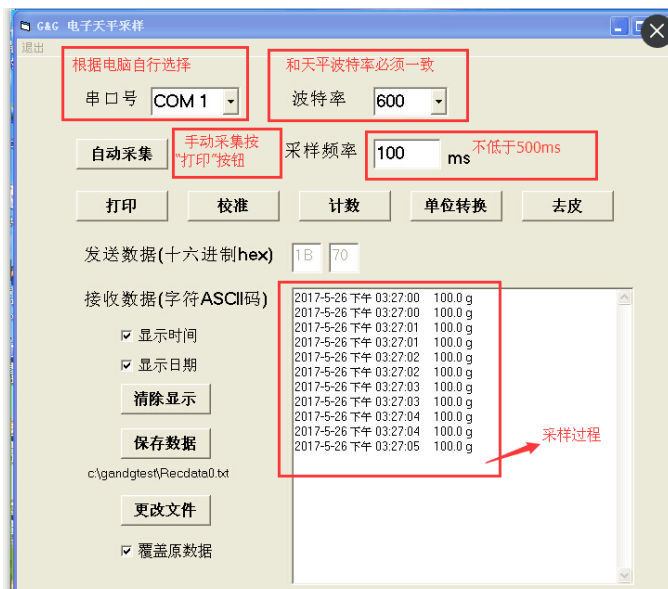 G&G 电子天平采样
退出
根据电脑自行选择
和天平波特率必须一致
串口号 COM 1
波特率 600
自动采集
手动采集按
"打印"按钮
采样频率 100 ms
不低于500ms
打印 校准 计数 单位转换 去皮
发送数据(十六进制hex) 1B 70
接收数据(字符ASCII码)
显示时间
显示日期
清除显示
保存数据
c:\gandgtest\Recdata0.txt
更改文件
覆盖原数据
2017-5-26 下午 03:27:00 100.0 g
2017-5-26 下午 03:27:00 100.0 g
2017-5-26 下午 03:27:01 100.0 g
2017-5-26 下午 03:27:01 100.0 g
2017-5-26 下午 03:27:02 100.0 g
2017-5-26 下午 03:27:02 100.0 g
2017-5-26 下午 03:27:03 100.0 g
2017-5-26 下午 03:27:03 100.0 g
2017-5-26 下午 03:27:04 100.0 g
2017-5-26 下午 03:27:04 100.0 g
2017-5-26 下午 03:27:05 100.0 g
采样过程